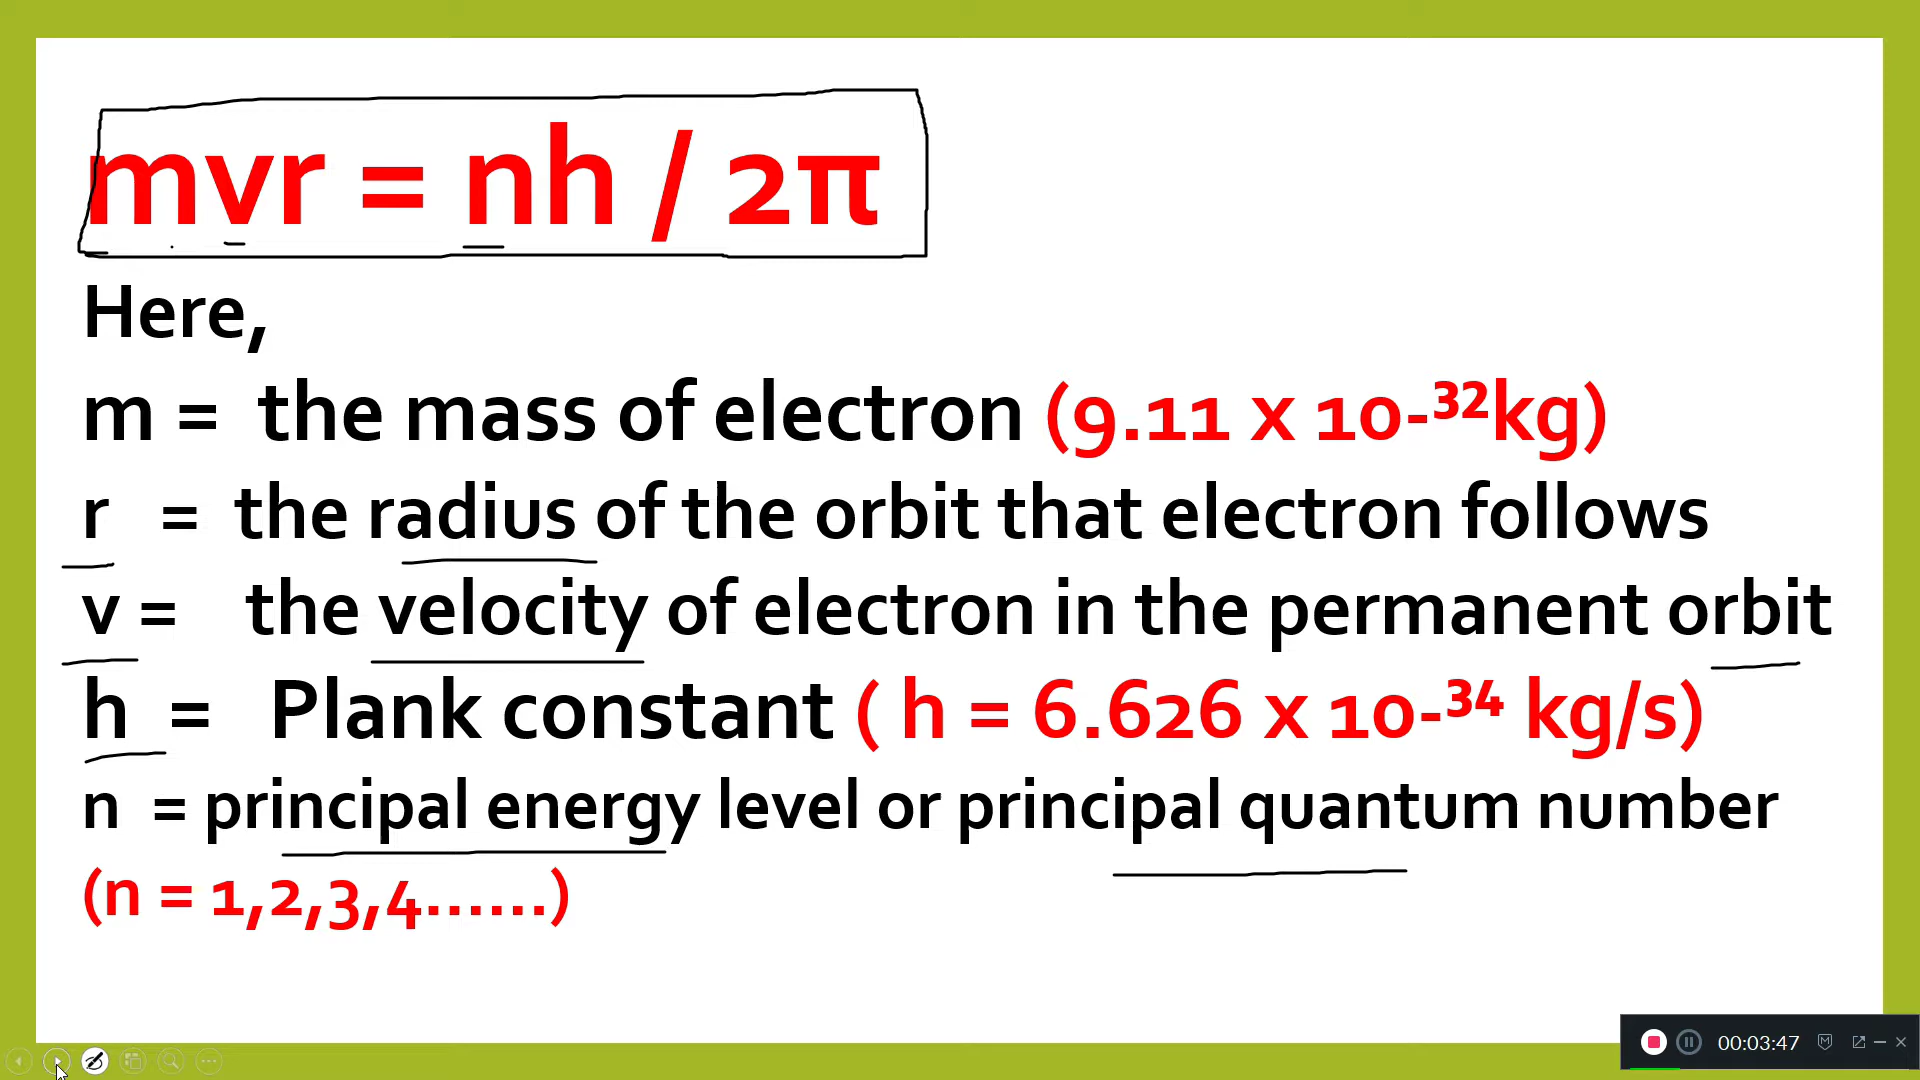 mvr = nh / 2π
Here,
m = the mass of electron (9.11 x 10-³²kg)
r = the radius of the orbit that electron follows
v = the velocity of electron in the permanent orbit
h = Plank constant ( h = 6.626 x 10-³⁴ kg/s)
n = principal energy level or principal quantum number
(n = 1,2,3,4......)
00:03:47